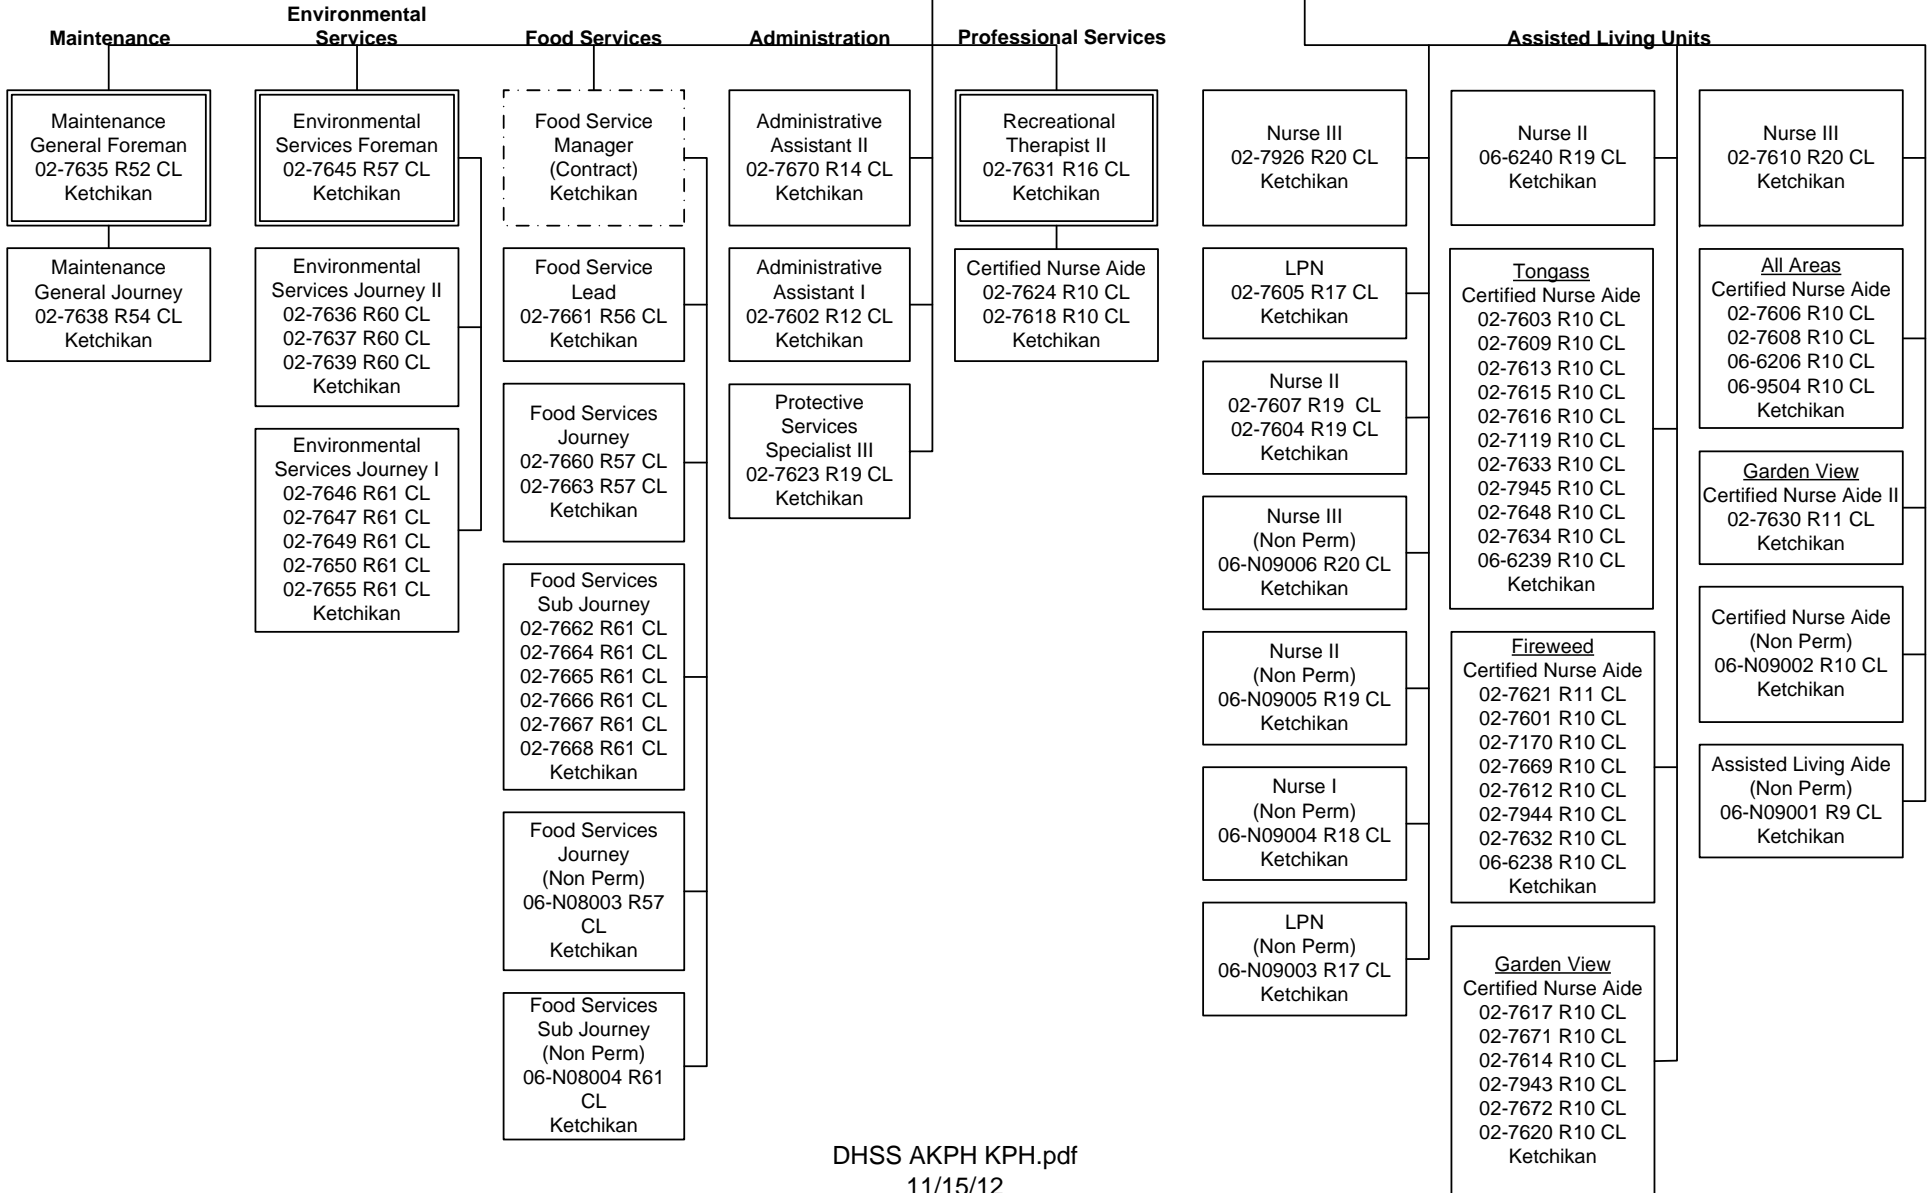 Maintenance
Maintenance
General Foreman
02-7635 R52 CL
Ketchikan
Maintenance
General Journey
02-7638 R54 CL
Ketchikan
Environmental
Services
Environmental
Services Foreman
02-7645 R57 CL
Ketchikan
Environmental
Services Journey II
02-7636 R60 CL
02-7637 R60 CL
02-7639 R60 CL
Ketchikan
Environmental
Services Journey I
02-7646 R61 CL
02-7647 R61 CL
02-7649 R61 CL
02-7650 R61 CL
02-7655 R61 CL
Ketchikan
Food Services
Food Service
Manager
(Contract)
Ketchikan
Food Service
Lead
02-7661 R56 CL
Ketchikan
Food Services
Journey
02-7660 R57 CL
02-7663 R57 CL
Ketchikan
Food Services
Sub Journey
02-7662 R61 CL
02-7664 R61 CL
02-7665 R61 CL
02-7666 R61 CL
02-7667 R61 CL
02-7668 R61 CL
Ketchikan
Food Services
Journey
(Non Perm)
06-N08003 R57
CL
Ketchikan
Food Services
Sub Journey
(Non Perm)
06-N08004 R61
CL
Ketchikan
Administration
Administrative
Assistant II
02-7670 R14 CL
Ketchikan
Administrative
Assistant I
02-7602 R12 CL
Ketchikan
Protective
Services
Specialist III
02-7623 R19 CL
Ketchikan
Professional Services
Recreational
Therapist II
02-7631 R16 CL
Ketchikan
Certified Nurse Aide
02-7624 R10 CL
02-7618 R10 CL
Ketchikan
Assisted Living Units
Nurse III
02-7926 R20 CL
Ketchikan
LPN
02-7605 R17 CL
Ketchikan
Nurse II
02-7607 R19  CL
02-7604 R19 CL
Ketchikan
Nurse III
(Non Perm)
06-N09006 R20 CL
Ketchikan
Nurse II
(Non Perm)
06-N09005 R19 CL
Ketchikan
Nurse I
(Non Perm)
06-N09004 R18 CL
Ketchikan
LPN
(Non Perm)
06-N09003 R17 CL
Ketchikan
Nurse II
06-6240 R19 CL
Ketchikan
Tongass
Certified Nurse Aide
02-7603 R10 CL
02-7609 R10 CL
02-7613 R10 CL
02-7615 R10 CL
02-7616 R10 CL
02-7119 R10 CL
02-7633 R10 CL
02-7945 R10 CL
02-7648 R10 CL
02-7634 R10 CL
06-6239 R10 CL
Ketchikan
Fireweed
Certified Nurse Aide
02-7621 R11 CL
02-7601 R10 CL
02-7170 R10 CL
02-7669 R10 CL
02-7612 R10 CL
02-7944 R10 CL
02-7632 R10 CL
06-6238 R10 CL
Ketchikan
Garden View
Certified Nurse Aide
02-7617 R10 CL
02-7671 R10 CL
02-7614 R10 CL
02-7943 R10 CL
02-7672 R10 CL
02-7620 R10 CL
Ketchikan
Nurse III
02-7610 R20 CL
Ketchikan
All Areas
Certified Nurse Aide
02-7606 R10 CL
02-7608 R10 CL
06-6206 R10 CL
06-9504 R10 CL
Ketchikan
Garden View
Certified Nurse Aide II
02-7630 R11 CL
Ketchikan
Certified Nurse Aide
(Non Perm)
06-N09002 R10 CL
Ketchikan
Assisted Living Aide
(Non Perm)
06-N09001 R9 CL
Ketchikan
DHSS AKPH KPH.pdf
11/15/12